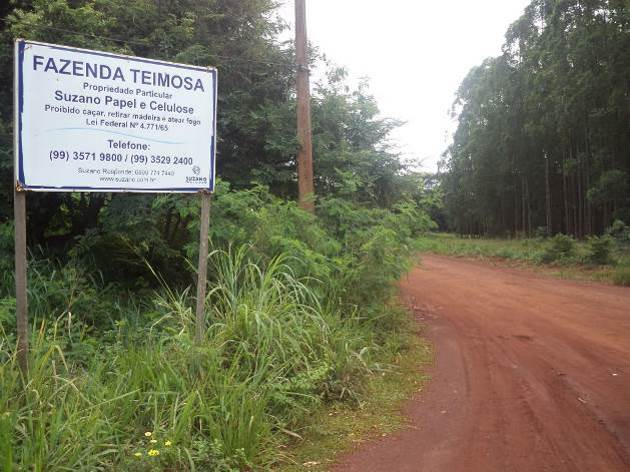 FAZENDA TEIMOSA
Propriedade Particular
Suzano Papel e Celulose
Proibido caçar, retirar madeira e atear fogo
Lei Federal Nº 4.771/65
Telefone:
(99) 3571 9800 / (99) 3529 2400
Suzano Responde: 0800 774 7440
www.suzano.com.br
SUZANO